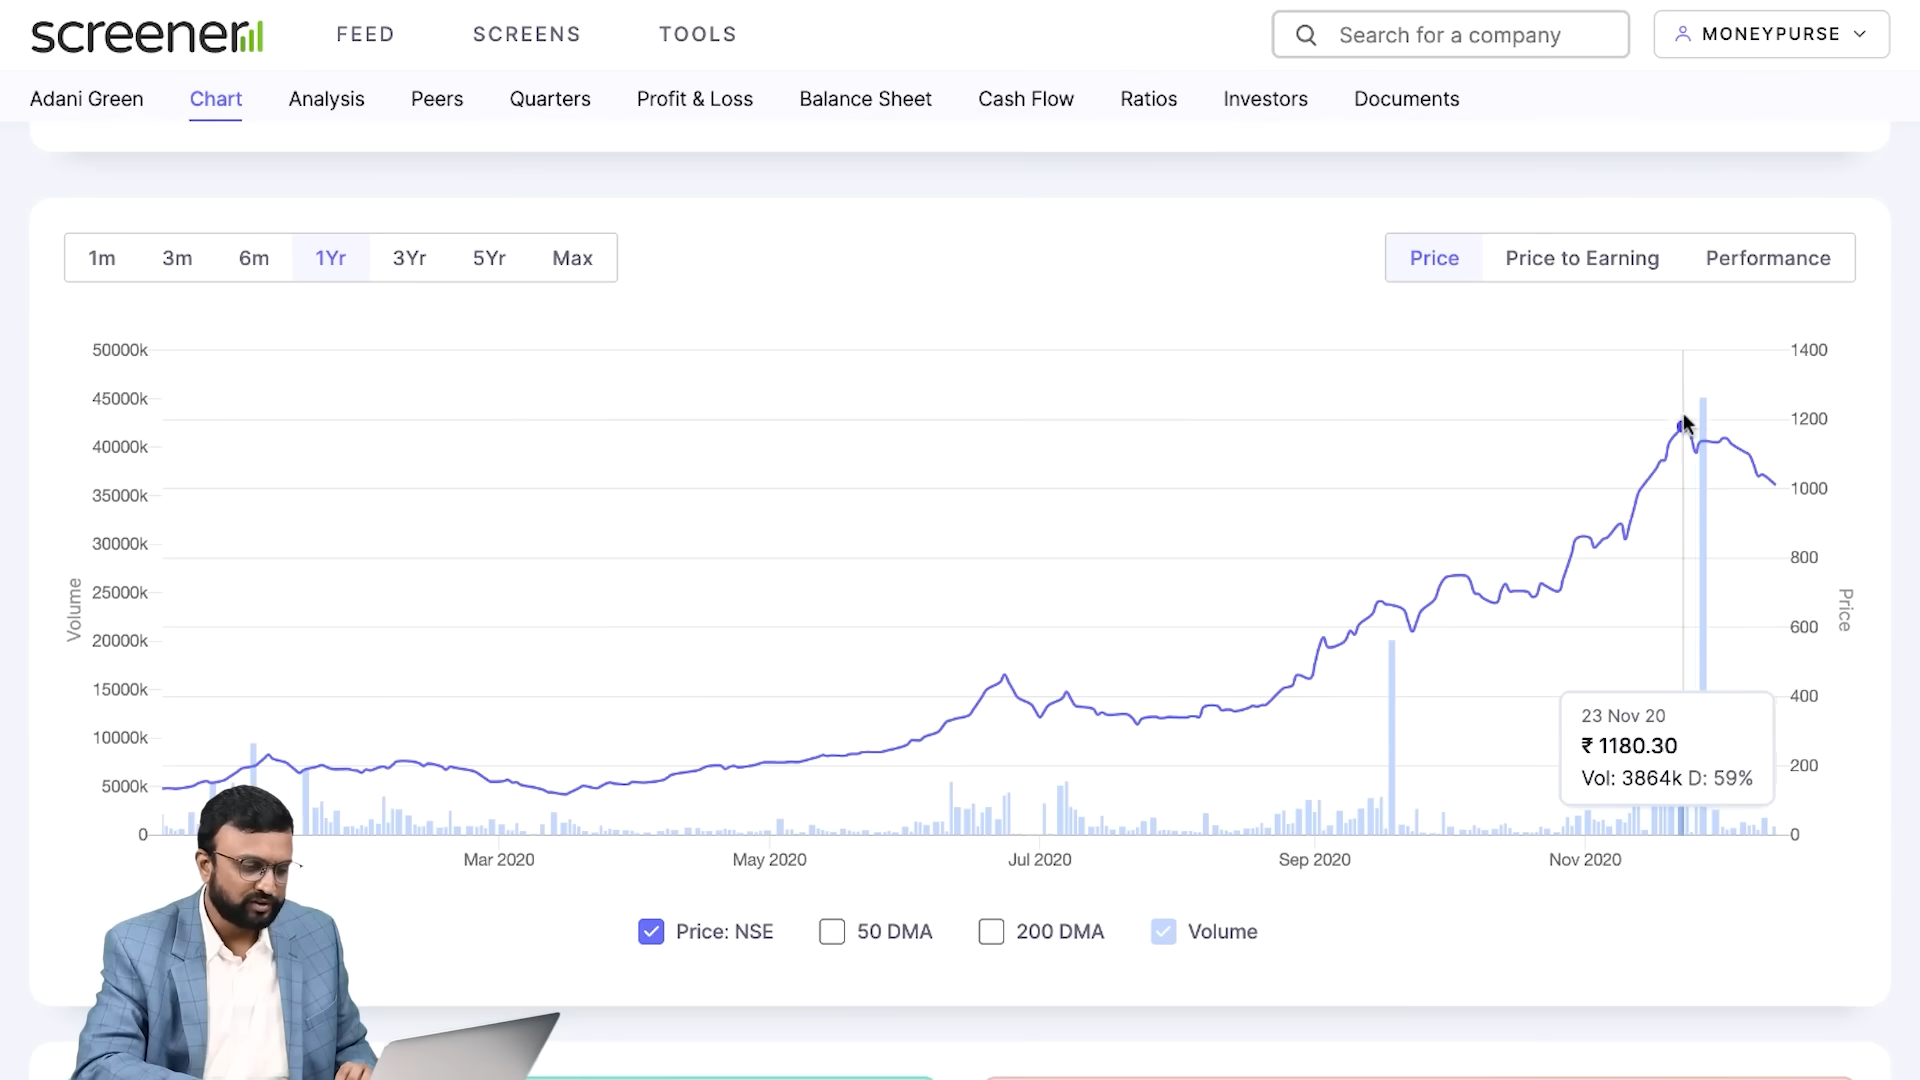 screener
FEED
SCREENS
TOOLS
Search for a company
MONEYPURSE
Adani Green
Chart
Analysis
Peers
Quarters
Profit & Loss
Balance Sheet
Cash Flow
Ratios
Investors
Documents
1m
3m
6m
1Yr
3Yr
5Yr
Max
Price
Price to Earning
Performance
50000k
45000k
40000k
35000k
30000k
25000k
20000k
15000k
10000k
5000k
0
Volume
1400
1200
1000
800
600
400
200
0
Price
23 Nov 20
₹ 1180.30
Vol: 3864k D: 59%
Mar 2020
May 2020
Jul 2020
Sep 2020
Nov 2020
Price: NSE
50 DMA
200 DMA
Volume